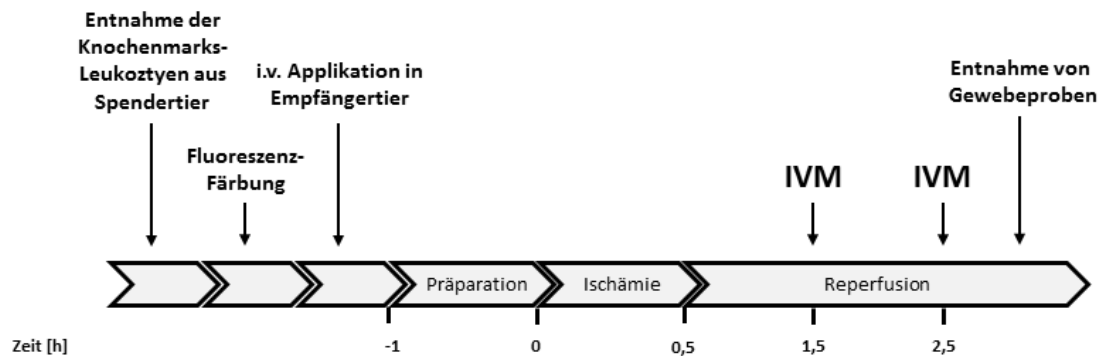 Entnahme der
Knochenmarks-
Leukoztyen aus
Spendertier
i.v. Applikation in
Empfängertier
Entnahme von
Gewebeproben
Fluoreszenz-
Färbung
IVM
IVM
Präparation
Ischämie
Reperfusion
Zeit [h]
-1
0
0,5
1,5
2,5